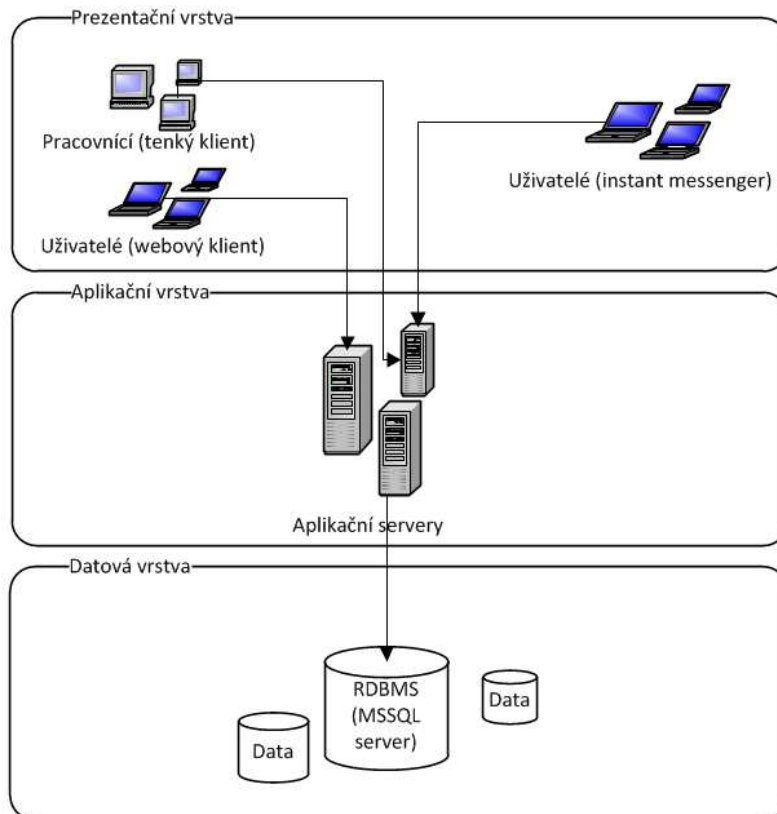 Prezentační vrstva
Pracovnící (tenký klient)
Uživatelé (instant messenger)
Uživatelé (webový klient)
Aplikační vrstva
Aplikační servery
Datová vrstva
RDBMS
(MSSQL
server)
Data
Data